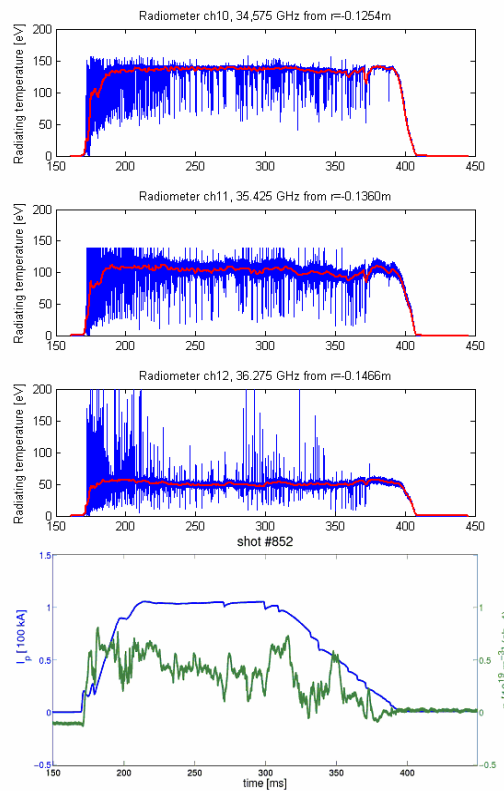 Radiometer ch10, 34,575 GHz from r=-0.1254m
200
150
100
50
0
Radiating temperature [eV]
150 200 250 300 350 400 450
Radiometer ch11, 35.425 GHz from r=-0.1360m
200
150
100
50
0
Radiating temperature [eV]
150 200 250 300 350 400 450
Radiometer ch12, 36.275 GHz from r=-0.1466m
200
150
100
50
0
Radiating temperature [eV]
150 200 250 300 350 400 450
shot #852
1.5
1 1
0.5 0.5
0 0
-0.5 -0.5
I_p [100 kA]
150 200 250 300 350 400
time [ms]